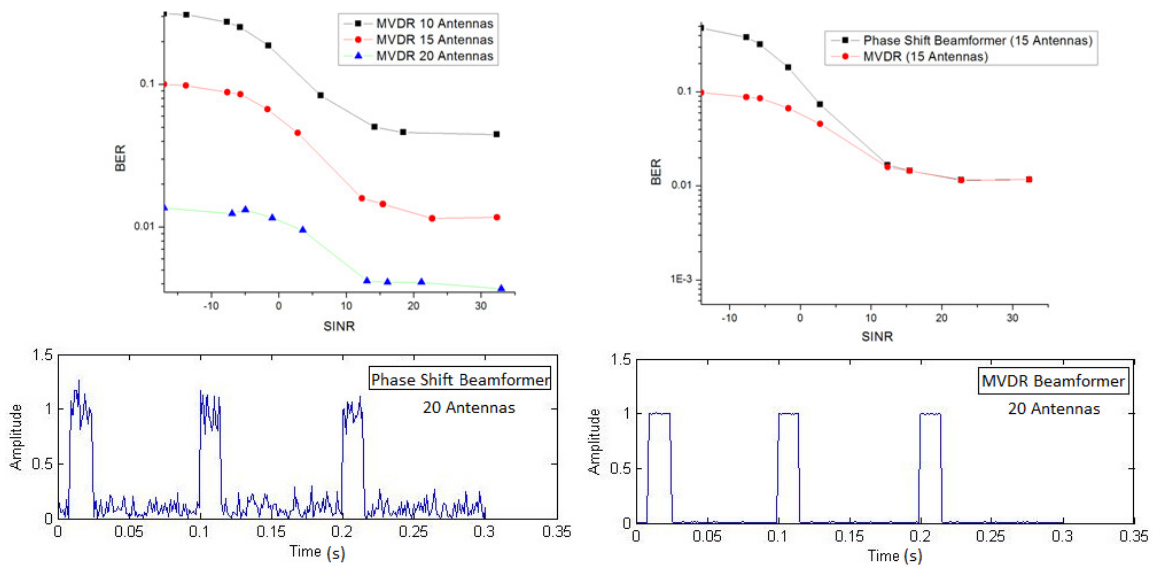 MVDR 10 Antennas
MVDR 15 Antennas
MVDR 20 Antennas
0.1
0.01
BER
-10 0 10 20 30
SINR
Phase Shift Beamformer (15 Antennas)
MVDR (15 Antennas)
0.1
0.01
1E-3
BER
-10 0 10 20 30
SINR
1.5
1
0.5
0
Amplitude
Phase Shift Beamformer
20 Antennas
0 0.05 0.1 0.15 0.2 0.25 0.3 0.35
Time (s)
1.5
1
0.5
0
Amplitude
MVDR Beamformer
20 Antennas
0 0.05 0.1 0.15 0.2 0.25 0.3 0.35
Time (s)